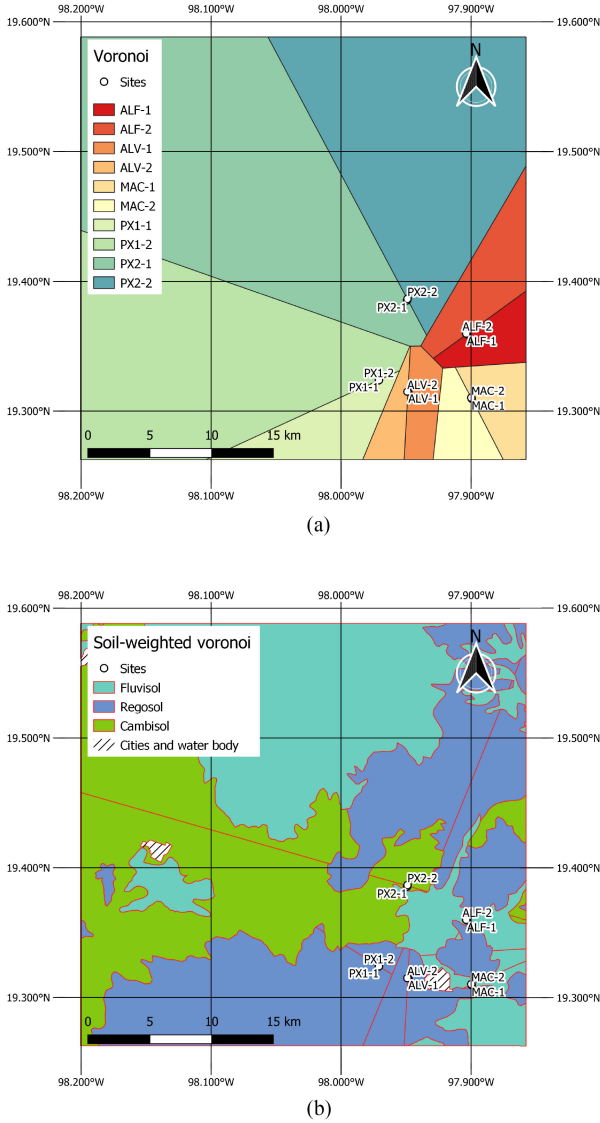 98.200°W 98.100°W 98.000°W 97.900°W
19.600°N 19.600°N
Voronoi
N
Sites
ALF-1
ALF-2
19.500°N 19.500°N
ALV-1
ALV-2
MAC-1
MAC-2
PX1-1
PX1-2
PX2-1
19.400°N 19.400°N
PX2-2
PX2-2
PX2-1
ALF-2
ALF-1
PX1-2
PX1-1
ALV-2
ALV-1
MAC-2
MAC-1
19.300°N 19.300°N
0 5 10 15 km
98.200°W 98.100°W 98.000°W 97.900°W
(a)
98.200°W 98.100°W 98.000°W 97.900°W
19.600°N 19.600°N
Soil-weighted voronoi
N
Sites
Fluvisol
Regosol
Cambisol
Cities and water body
19.500°N 19.500°N
19.400°N 19.400°N
PX2-2
PX2-1
ALF-2
ALF-1
PX1-2
PX1-1
ALV-2
ALV-1
MAC-2
MAC-1
19.300°N 19.300°N
0 5 10 15 km
98.200°W 98.100°W 98.000°W 97.900°W
(b)